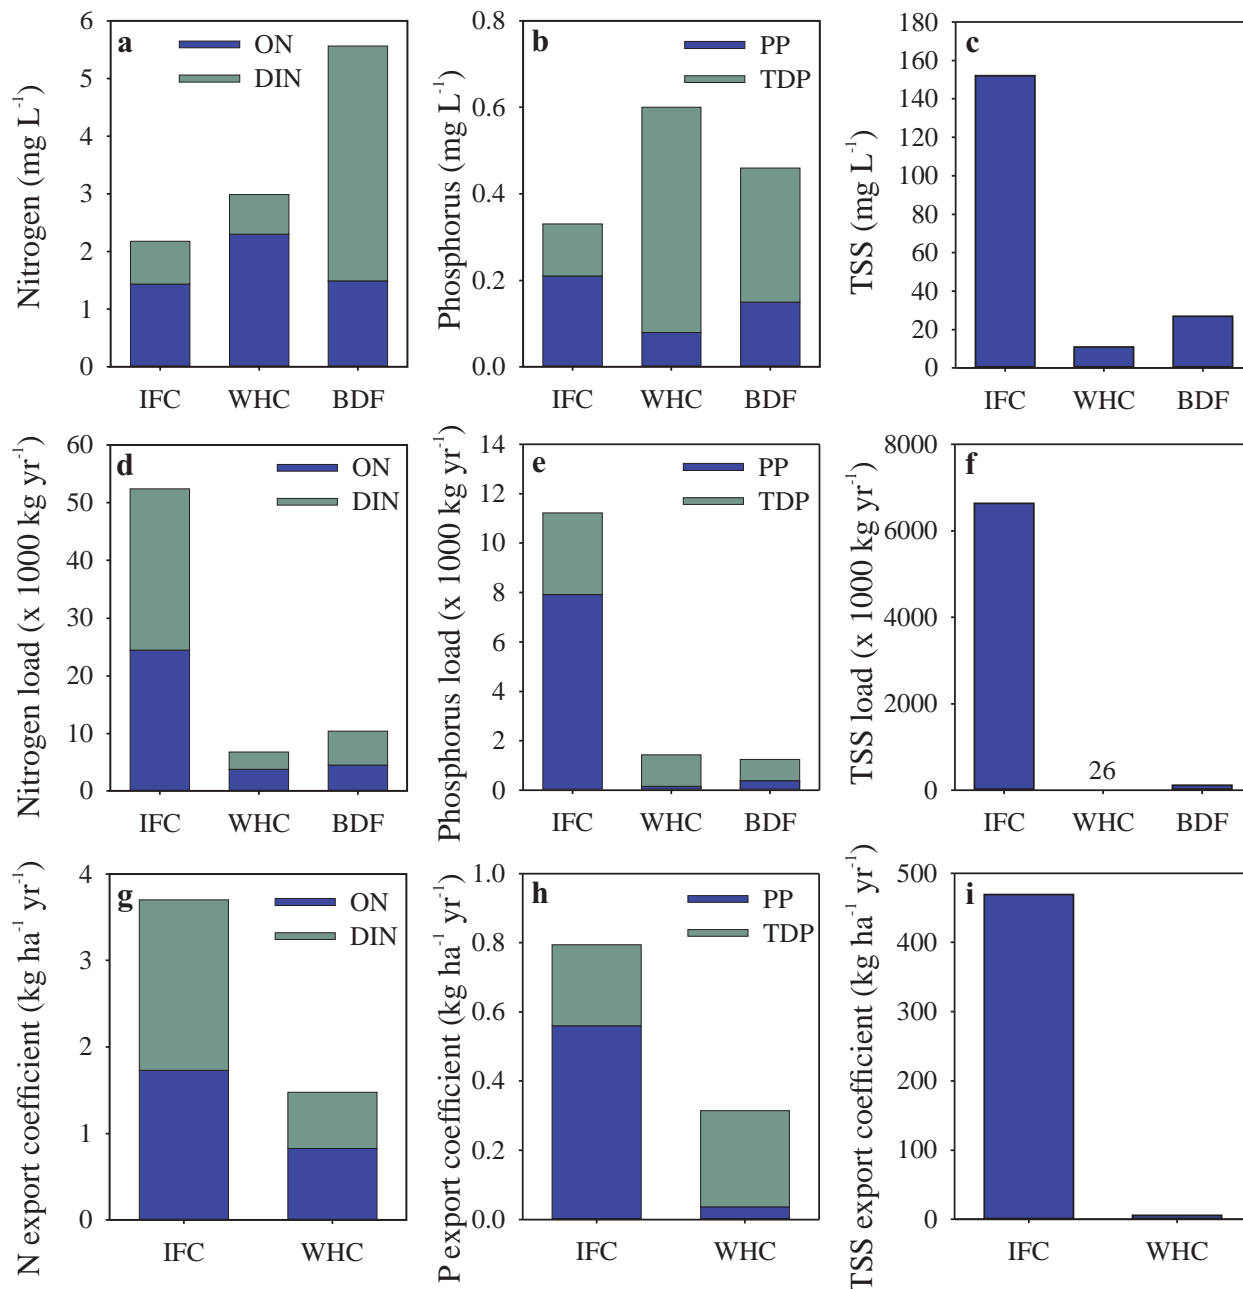 a
ON
DIN
Nitrogen (mg L⁻¹)
6
5
4
3
2
1
0
IFC WHC BDF
b
PP
TDP
Phosphorus (mg L⁻¹)
0.8
0.6
0.4
0.2
0.0
IFC WHC BDF
c
TSS (mg L⁻¹)
180
160
140
120
100
80
60
40
20
0
IFC WHC BDF
d
ON
DIN
Nitrogen load (x 1000 kg yr⁻¹)
60
50
40
30
20
10
0
IFC WHC BDF
e
PP
TDP
Phosphorus load (x 1000 kg yr⁻¹)
14
12
10
8
6
4
2
0
IFC WHC BDF
f
TSS load (x 1000 kg yr⁻¹)
8000
6000
4000
2000
0
26
IFC WHC BDF
g
ON
DIN
N export coefficient (kg ha⁻¹ yr⁻¹)
4
3
2
1
0
IFC WHC
h
PP
TDP
P export coefficient (kg ha⁻¹ yr⁻¹)
1.0
0.8
0.6
0.4
0.2
0.0
IFC WHC
i
TSS export coefficient (kg ha⁻¹ yr⁻¹)
500
400
300
200
100
0
IFC WHC